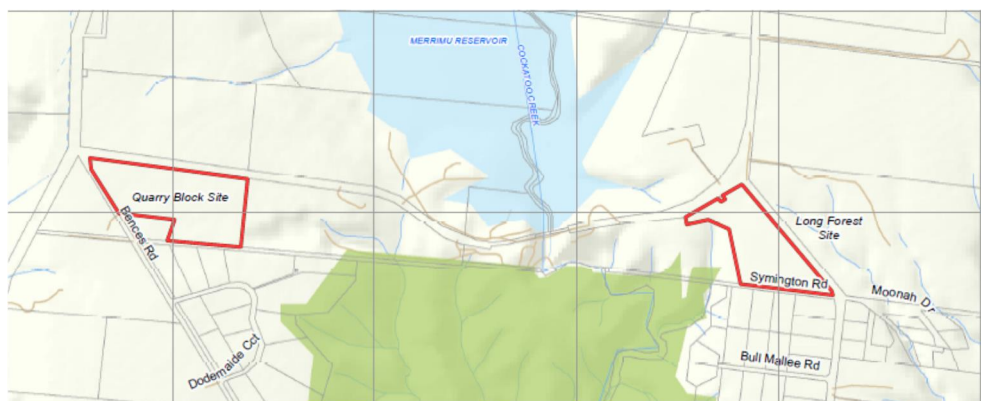 MERRIMU RESERVOIR
COCKATOO CREEK
Quarry Block Site
Bences Rd
Long Forest
Site
Symington Rd
Moonah Dr
Bull Mallee Rd
Dodemaide Cct